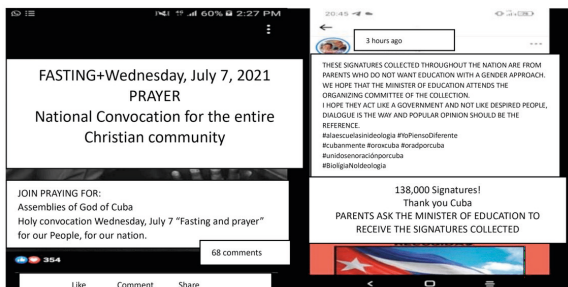 1:41 60% 2:27 PM
FASTING+Wednesday, July 7, 2021
PRAYER
National Convocation for the entire
Christian community
JOIN PRAYING FOR:
Assemblies of God of Cuba
Holy convocation Wednesday, July 7 “Fasting and prayer”
for our People, for our nation.
68 comments
354
Like Comment Share
20:45
3 hours ago
THESE SIGNATURES COLLECTED THROUGHOUT THE NATION ARE FROM
PARENTS WHO DO NOT WANT EDUCATION WITH A GENDER APPROACH.
WE HOPE THAT THE MINISTER OF EDUCATION ATTENDS THE
ORGANIZING COMMITTEE OF THE COLLECTION.
I HOPE THEY ACT LIKE A GOVERNMENT AND NOT LIKE DESPIRED PEOPLE,
DIALOGUE IS THE WAY AND POPULAR OPINION SHOULD BE THE
REFERENCE.
#alaescuelasinideologia #YoPiensoDiferente
#cubanmente #oroxcuba #oradporcuba
#unidosenoraciónporcuba
#BioligiaNoIdeologia
138,000 Signatures!
Thank you Cuba
PARENTS ASK THE MINISTER OF EDUCATION TO
RECEIVE THE SIGNATURES COLLECTED